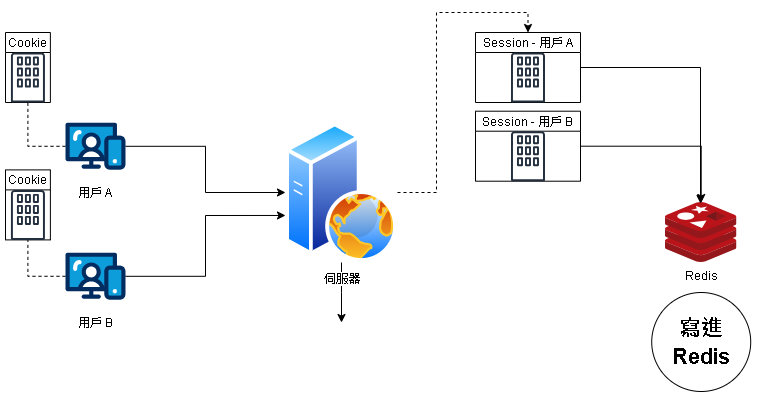 Cookie
Session - 用戶 A
Session - 用戶 B
Cookie
用戶 A
伺服器
Redis
用戶 B
寫進
Redis